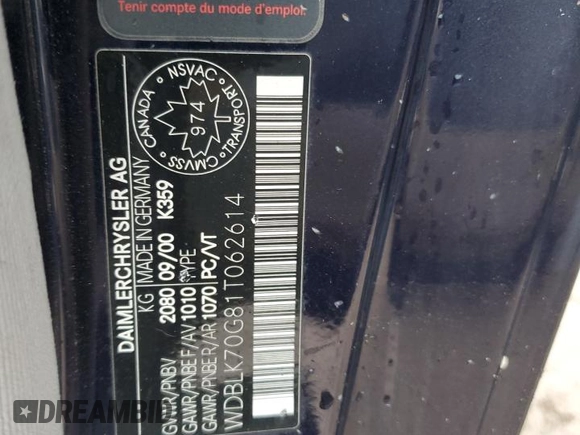 Tenir compte du mode d'emploi.
DAIMLERCHRYSLER AG
KG MADE IN GERMANY
GVWR/PNBV 2080 09/00 K359
GAWR/PNBE F/AV 1010 TYPE
GAWR/PNBE R/AR 1070 PC/VT
WDBLK70G81T062614
CANADA NSVAC
974
CMVSS TRANSPORT
DREAMBID